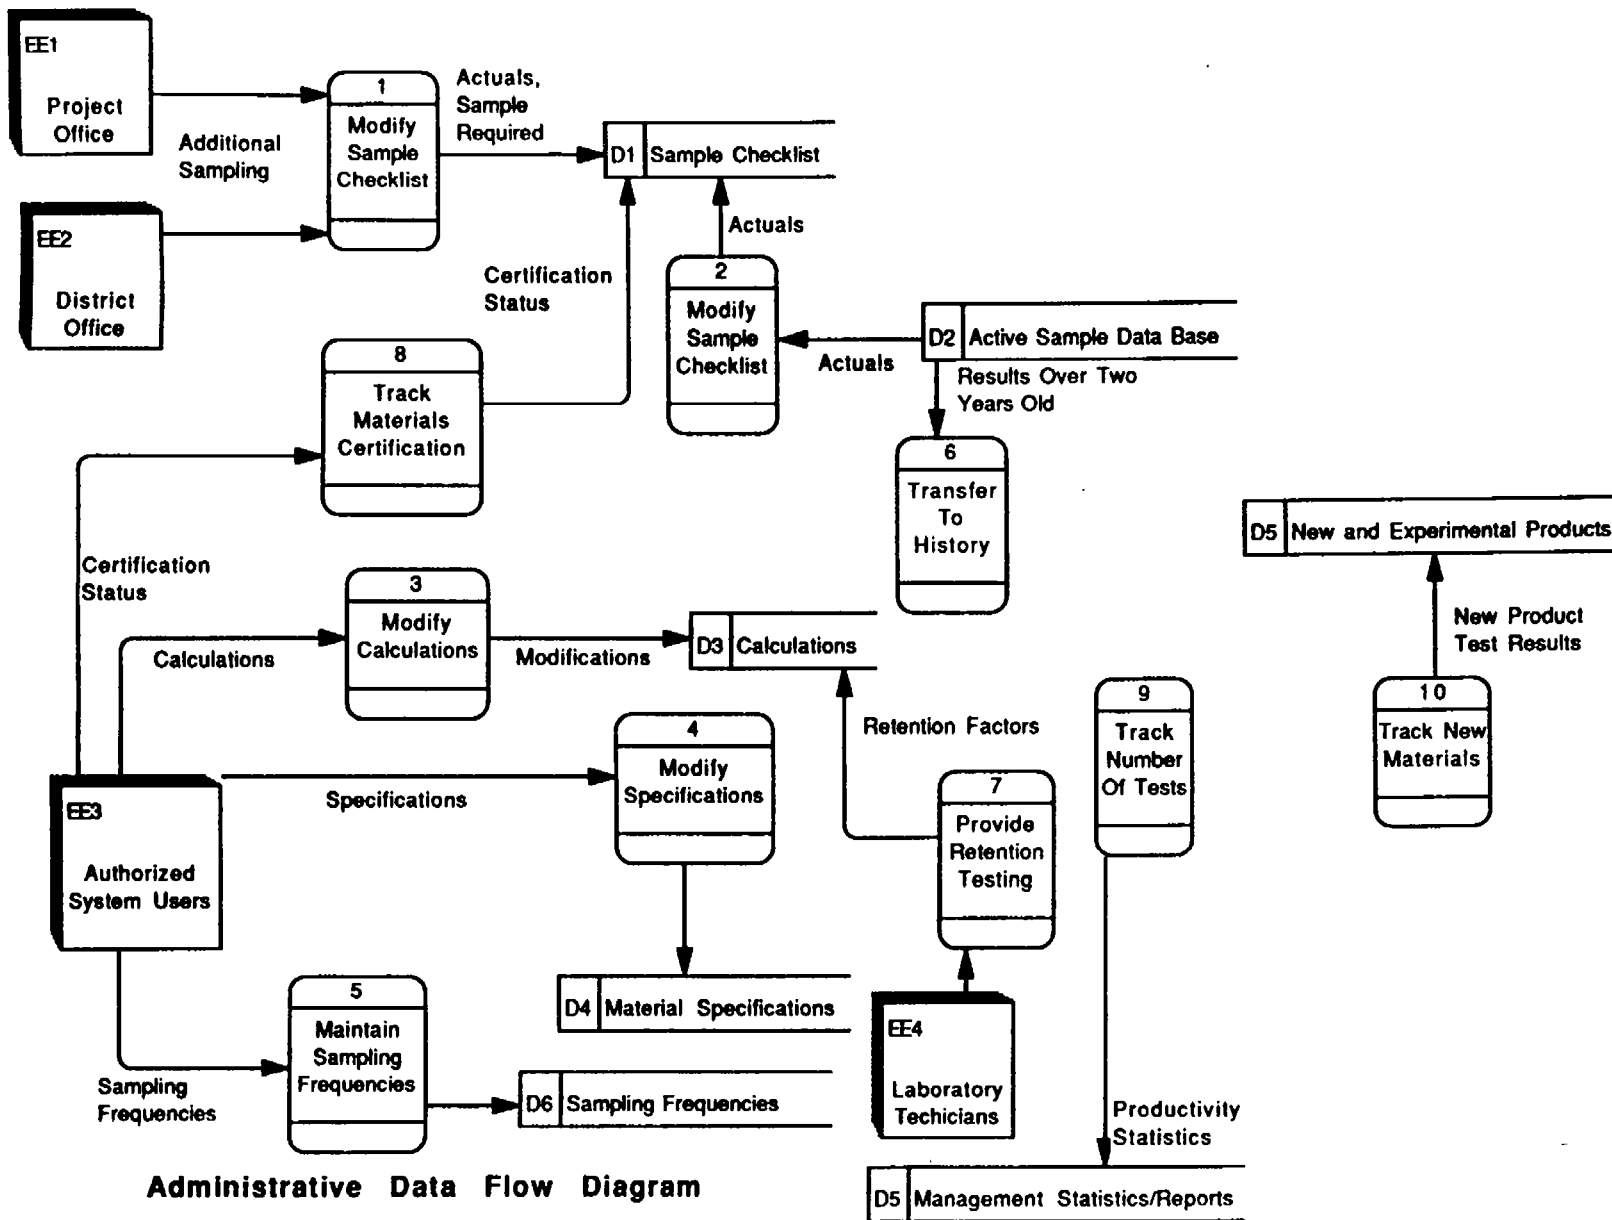 EE1
Project
Office
Additional
Sampling
EE2
District
Office
1
Modify
Sample
Checklist
Actuals,
Sample
Required
D1 Sample Checklist
Actuals
Certification
Status
2
Modify
Sample
Checklist
Actuals
D2 Active Sample Data Base
Results Over Two
Years Old
8
Track
Materials
Certification
6
Transfer
To
History
D5 New and Experimental Products
New Product
Test Results
10
Track New
Materials
Certification
Status
Calculations
3
Modify
Calculations
Modifications
D3 Calculations
Retention Factors
9
Track
Number
Of Tests
EE3
Authorized
System Users
Specifications
4
Modify
Specifications
7
Provide
Retention
Testing
D4 Material Specifications
EE4
Laboratory
Techicians
Sampling
Frequencies
5
Maintain
Sampling
Frequencies
D6 Sampling Frequencies
Productivity
Statistics
D5 Management Statistics/Reports
Administrative Data Flow Diagram